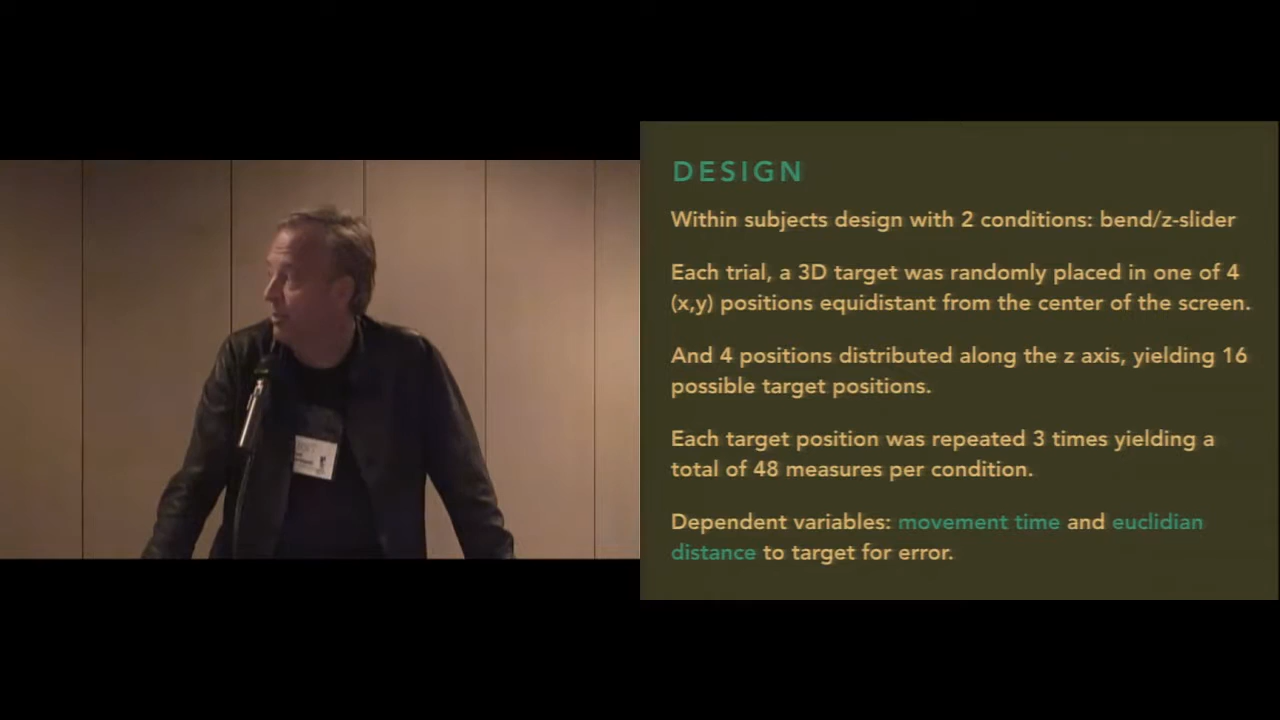 DESIGN
Within subjects design with 2 conditions: bend/z-slider
Each trial, a 3D target was randomly placed in one of 4
(x,y) positions equidistant from the center of the screen.
And 4 positions distributed along the z axis, yielding 16
possible target positions.
Each target position was repeated 3 times yielding a
total of 48 measures per condition.
Dependent variables: movement time and euclidian
distance to target for error.